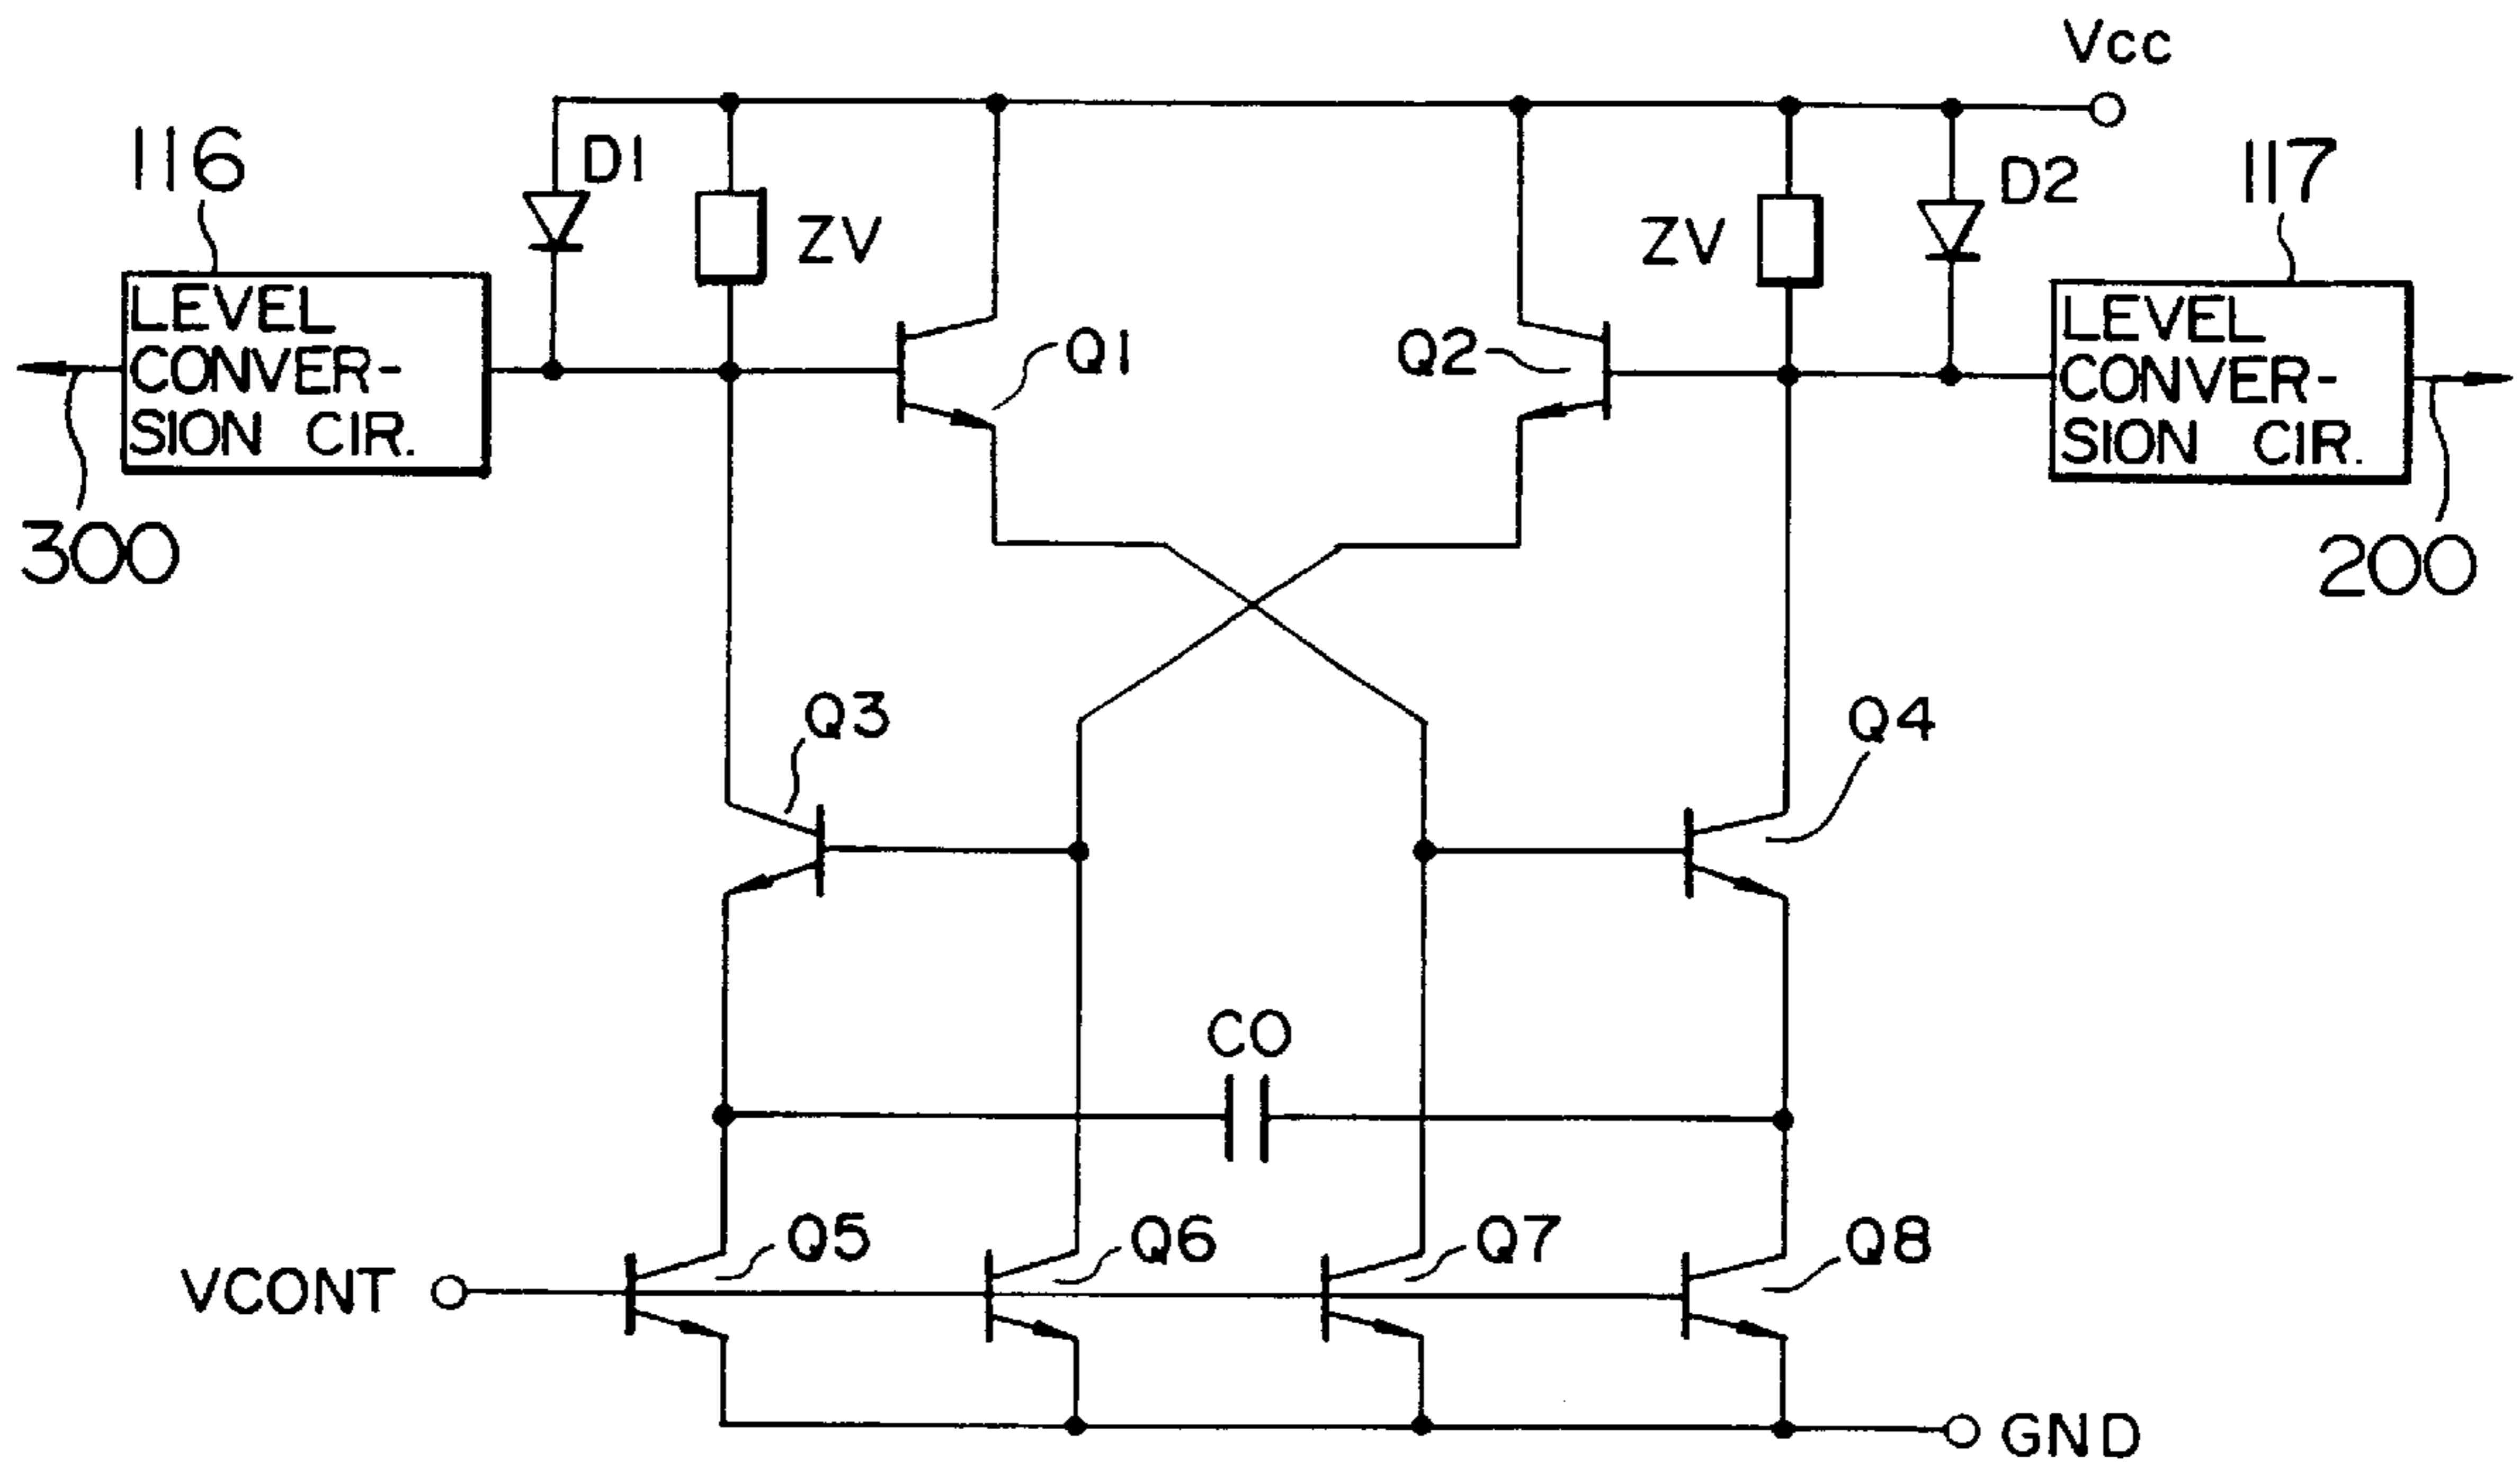 Vcc
116
D1
ZV
ZV
D2
117
LEVEL
CONVER-
SION CIR.
Q1
Q2
LEVEL
CONVER-
SION CIR.
300
200
Q3
Q4
CO
Q5
Q6
Q7
Q8
VCONT
GND